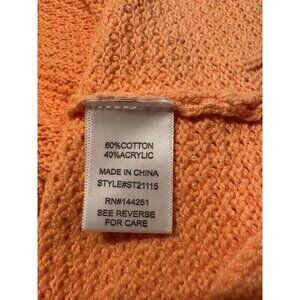 60%COTTON
40%ACRYLIC
MADE IN CHINA
STYLE#ST21115
RN#144251
SEE REVERSE
FOR CARE